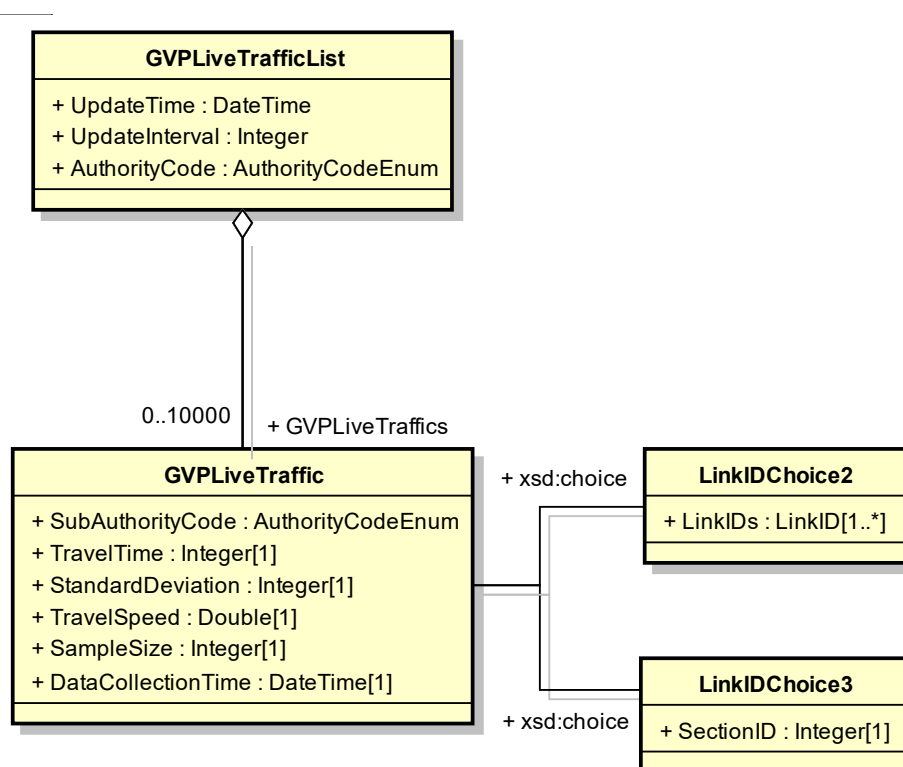 GVPLiveTrafficList
+ UpdateTime : DateTime
+ UpdateInterval : Integer
+ AuthorityCode : AuthorityCodeEnum
0..10000
+ GVPLiveTraffics
GVPLiveTraffic
+ SubAuthorityCode : AuthorityCodeEnum
+ TravelTime : Integer[1]
+ StandardDeviation : Integer[1]
+ TravelSpeed : Double[1]
+ SampleSize : Integer[1]
+ DataCollectionTime : DateTime[1]
+ xsd:choice
LinkIDChoice2
+ LinkIDs : LinkID[1..*]
+ xsd:choice
LinkIDChoice3
+ SectionID : Integer[1]